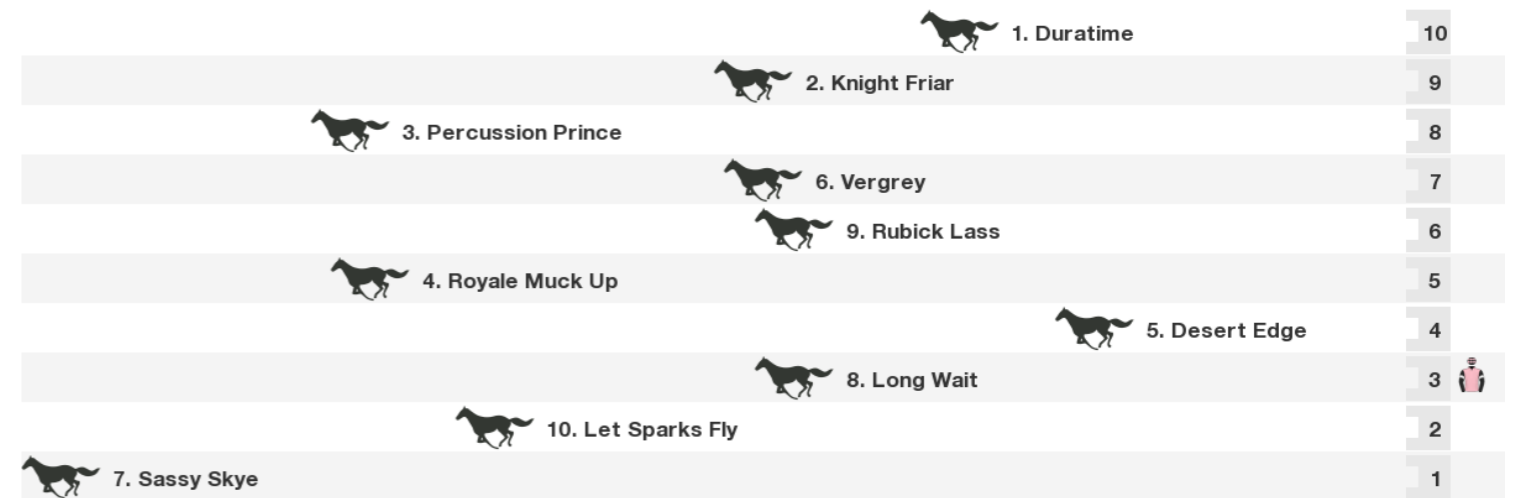 1. Duratime 10
2. Knight Friar 9
3. Percussion Prince 8
6. Vergrey 7
9. Rubick Lass 6
4. Royale Muck Up 5
5. Desert Edge 4
8. Long Wait 3
10. Let Sparks Fly 2
7. Sassy Skye 1